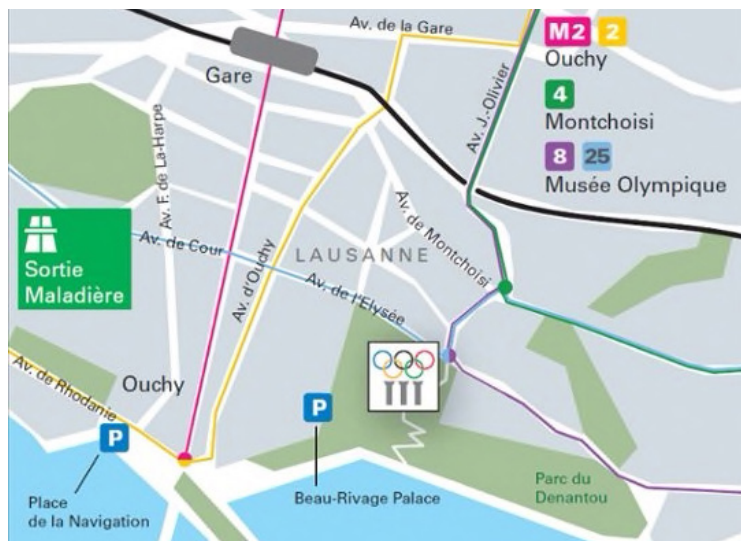 Av. de la Gare
M2 2
Ouchy
4
Montchoisi
8 25
Musée Olympique
Gare
Av. J.-Olivier
Av. F. de La-Harpe
Av. de Montchoisi
Sortie
Maladière
Av. de Cour
LAUSANNE
Av. d'Ouchy
Av. de l'Elysée
Av. de Rhodanie
Ouchy
P
P
Place
de la Navigation
Beau-Rivage Palace
Parc du
Denantou